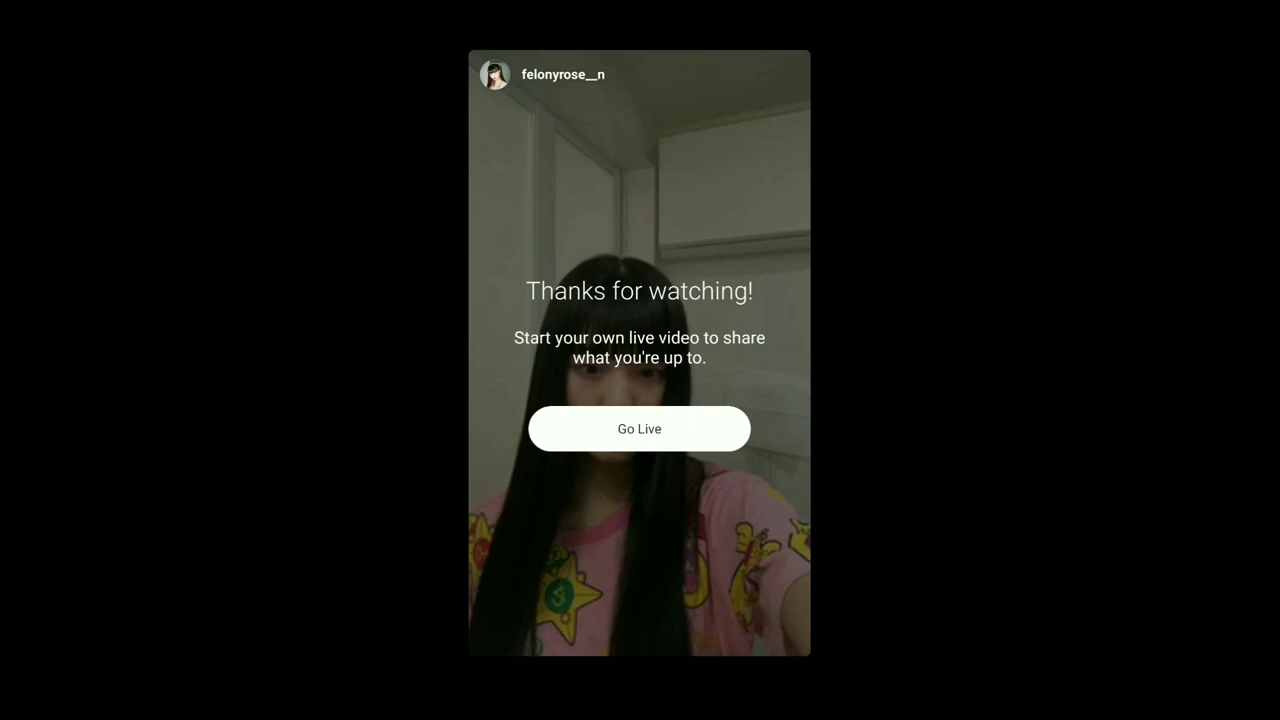 felonyrose__n
Thanks for watching!
Start your own live video to share
what you're up to.
Go Live